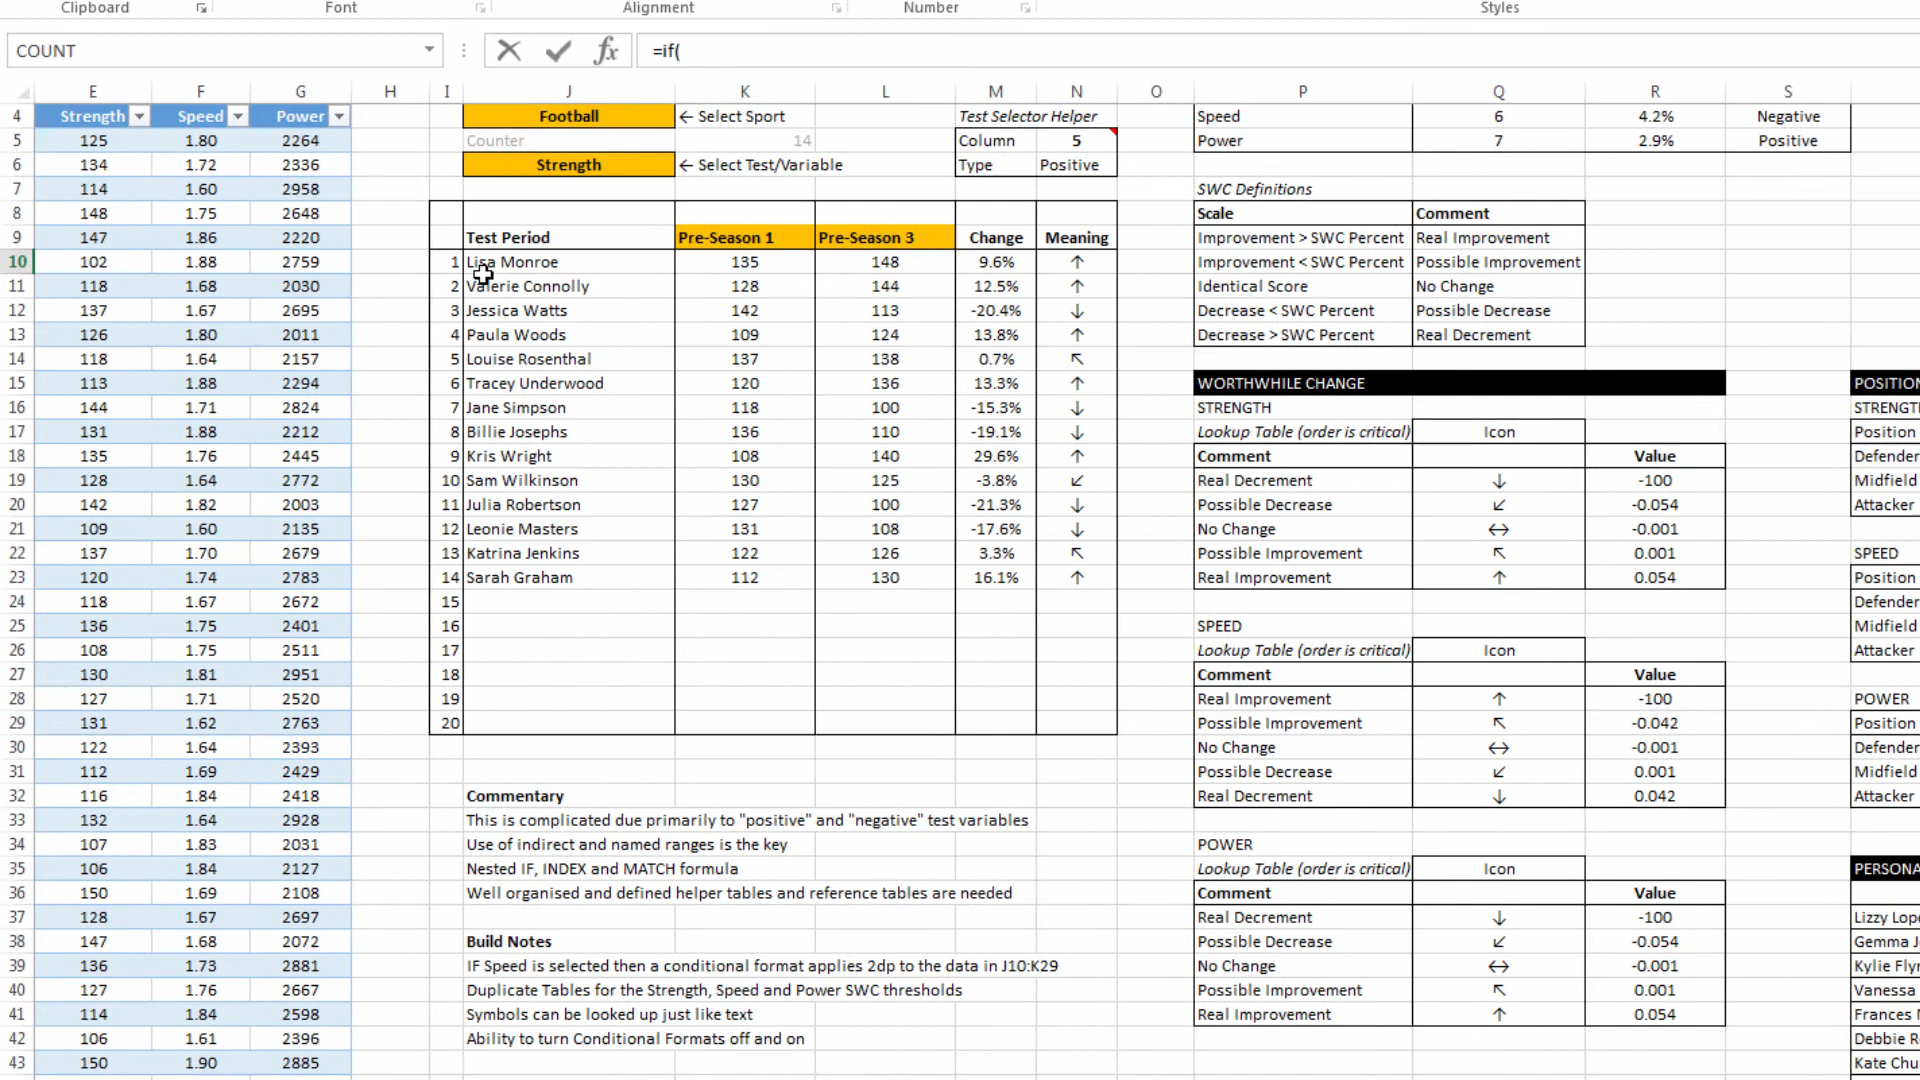 Clipboard Font Alignment Number Styles
COUNT =if(
E F G H I J K L M N O P Q R S
4 Strength Speed Power Football ← Select Sport Test Selector Helper Speed 6 4.2% Negative
5 125 1.80 2264 Counter 14 Column 5 Power 7 2.9% Positive
6 134 1.72 2336 Strength ← Select Test/Variable Type Positive
7 114 1.60 2958 SWC Definitions
8 148 1.75 2648 Scale Comment
9 147 1.86 2220 Test Period Pre-Season 1 Pre-Season 3 Change Meaning Improvement > SWC Percent Real Improvement
10 102 1.88 2759 1 Lisa Monroe 135 148 9.6% ↑ Improvement < SWC Percent Possible Improvement
11 118 1.68 2030 2 Valerie Connolly 128 144 12.5% ↑ Identical Score No Change
12 137 1.67 2695 3 Jessica Watts 142 113 -20.4% ↓ Decrease < SWC Percent Possible Decrease
13 126 1.80 2011 4 Paula Woods 109 124 13.8% ↑ Decrease > SWC Percent Real Decrement
14 118 1.64 2157 5 Louise Rosenthal 137 138 0.7% ↖
15 113 1.88 2294 6 Tracey Underwood 120 136 13.3% ↑ WORTHWHILE CHANGE POSITION
16 144 1.71 2824 7 Jane Simpson 118 100 -15.3% ↓ STRENGTH STRENGT
17 131 1.88 2212 8 Billie Josephs 136 110 -19.1% ↓ Lookup Table (order is critical) Icon Position
18 135 1.76 2445 9 Kris Wright 108 140 29.6% ↑ Comment Value Defender
19 128 1.64 2772 10 Sam Wilkinson 130 125 -3.8% ↙ Real Decrement ↓ -100 Midfield
20 142 1.82 2003 11 Julia Robertson 127 100 -21.3% ↓ Possible Decrease ↙ -0.054 Attacker
21 109 1.60 2135 12 Leonie Masters 131 108 -17.6% ↓ No Change ↔ -0.001
22 137 1.70 2679 13 Katrina Jenkins 122 126 3.3% ↖ Possible Improvement ↖ 0.001 SPEED
23 120 1.74 2783 14 Sarah Graham 112 130 16.1% ↑ Real Improvement ↑ 0.054 Position
24 118 1.67 2672 15 Defender
25 136 1.75 2401 16 SPEED Midfield
26 108 1.75 2511 17 Lookup Table (order is critical) Icon Attacker
27 130 1.81 2951 18 Comment Value
28 127 1.71 2520 19 Real Improvement ↑ -100 POWER
29 131 1.62 2763 20 Possible Improvement ↖ -0.042 Position
30 122 1.64 2393 No Change ↔ -0.001 Defender
31 112 1.69 2429 Possible Decrease ↙ 0.001 Midfield
32 116 1.84 2418 Commentary Real Decrement ↓ 0.042 Attacker
33 132 1.64 2928 This is complicated due primarily to "positive" and "negative" test variables
34 107 1.83 2031 Use of indirect and named ranges is the key POWER
35 106 1.84 2127 Nested IF, INDEX and MATCH formula Lookup Table (order is critical) Icon PERSONA
36 150 1.69 2108 Well organised and defined helper tables and reference tables are needed Comment Value
37 128 1.67 2697 Real Decrement ↓ -100 Lizzy Lope
38 147 1.68 2072 Build Notes Possible Decrease ↙ -0.054 Gemma J
39 136 1.73 2881 IF Speed is selected then a conditional format applies 2dp to the data in J10:K29 No Change ↔ -0.001 Kylie Flyn
40 127 1.76 2667 Duplicate Tables for the Strength, Speed and Power SWC thresholds Possible Improvement ↖ 0.001 Vanessa
41 114 1.84 2598 Symbols can be looked up just like text Real Improvement ↑ 0.054 Frances
42 106 1.61 2396 Ability to turn Conditional Formats off and on Debbie R
43 150 1.90 2885 Kate Chu